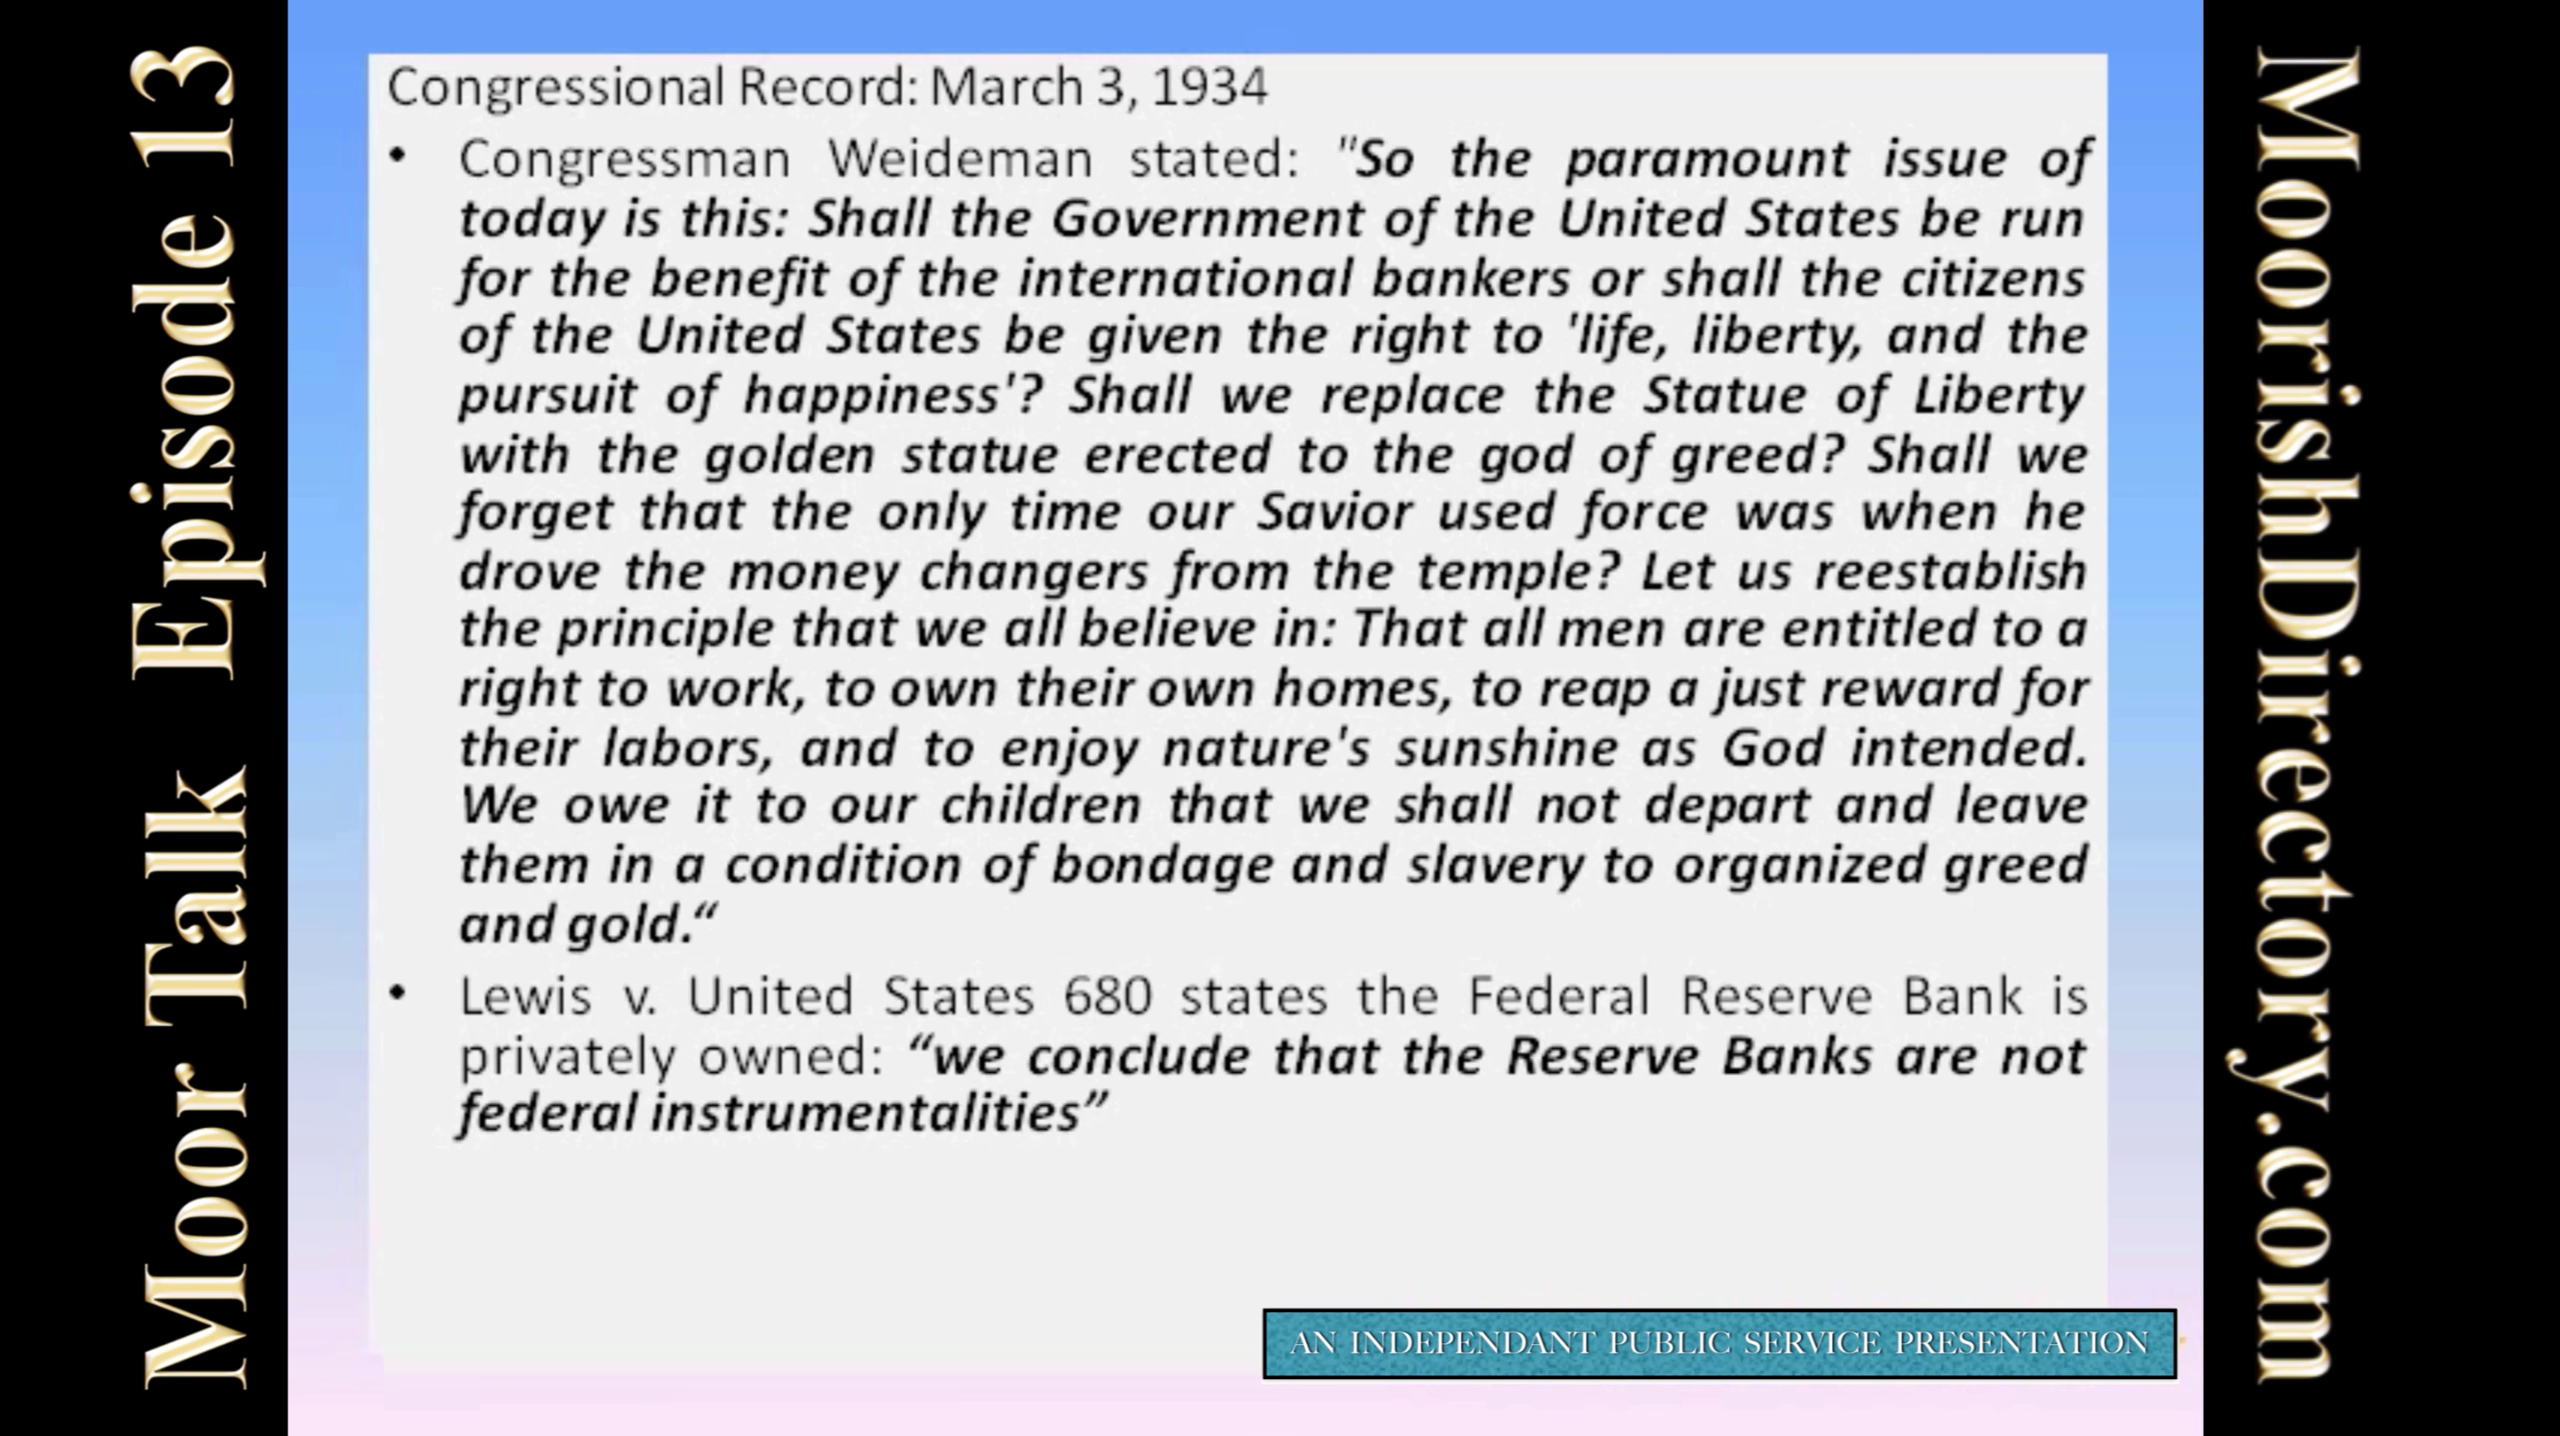 Moor Talk Episode 13
Congressional Record: March 3, 1934
• Congressman Weideman stated: "So the paramount issue of
today is this: Shall the Government of the United States be run
for the benefit of the international bankers or shall the citizens
of the United States be given the right to 'life, liberty, and the
pursuit of happiness'? Shall we replace the Statue of Liberty
with the golden statue erected to the god of greed? Shall we
forget that the only time our Savior used force was when he
drove the money changers from the temple? Let us reestablish
the principle that we all believe in: That all men are entitled to a
right to work, to own their own homes, to reap a just reward for
their labors, and to enjoy nature's sunshine as God intended.
We owe it to our children that we shall not depart and leave
them in a condition of bondage and slavery to organized greed
and gold.“
• Lewis v. United States 680 states the Federal Reserve Bank is
privately owned: “we conclude that the Reserve Banks are not
federal instrumentalities”
AN INDEPENDANT PUBLIC SERVICE PRESENTATION
MoorishDirectory.com